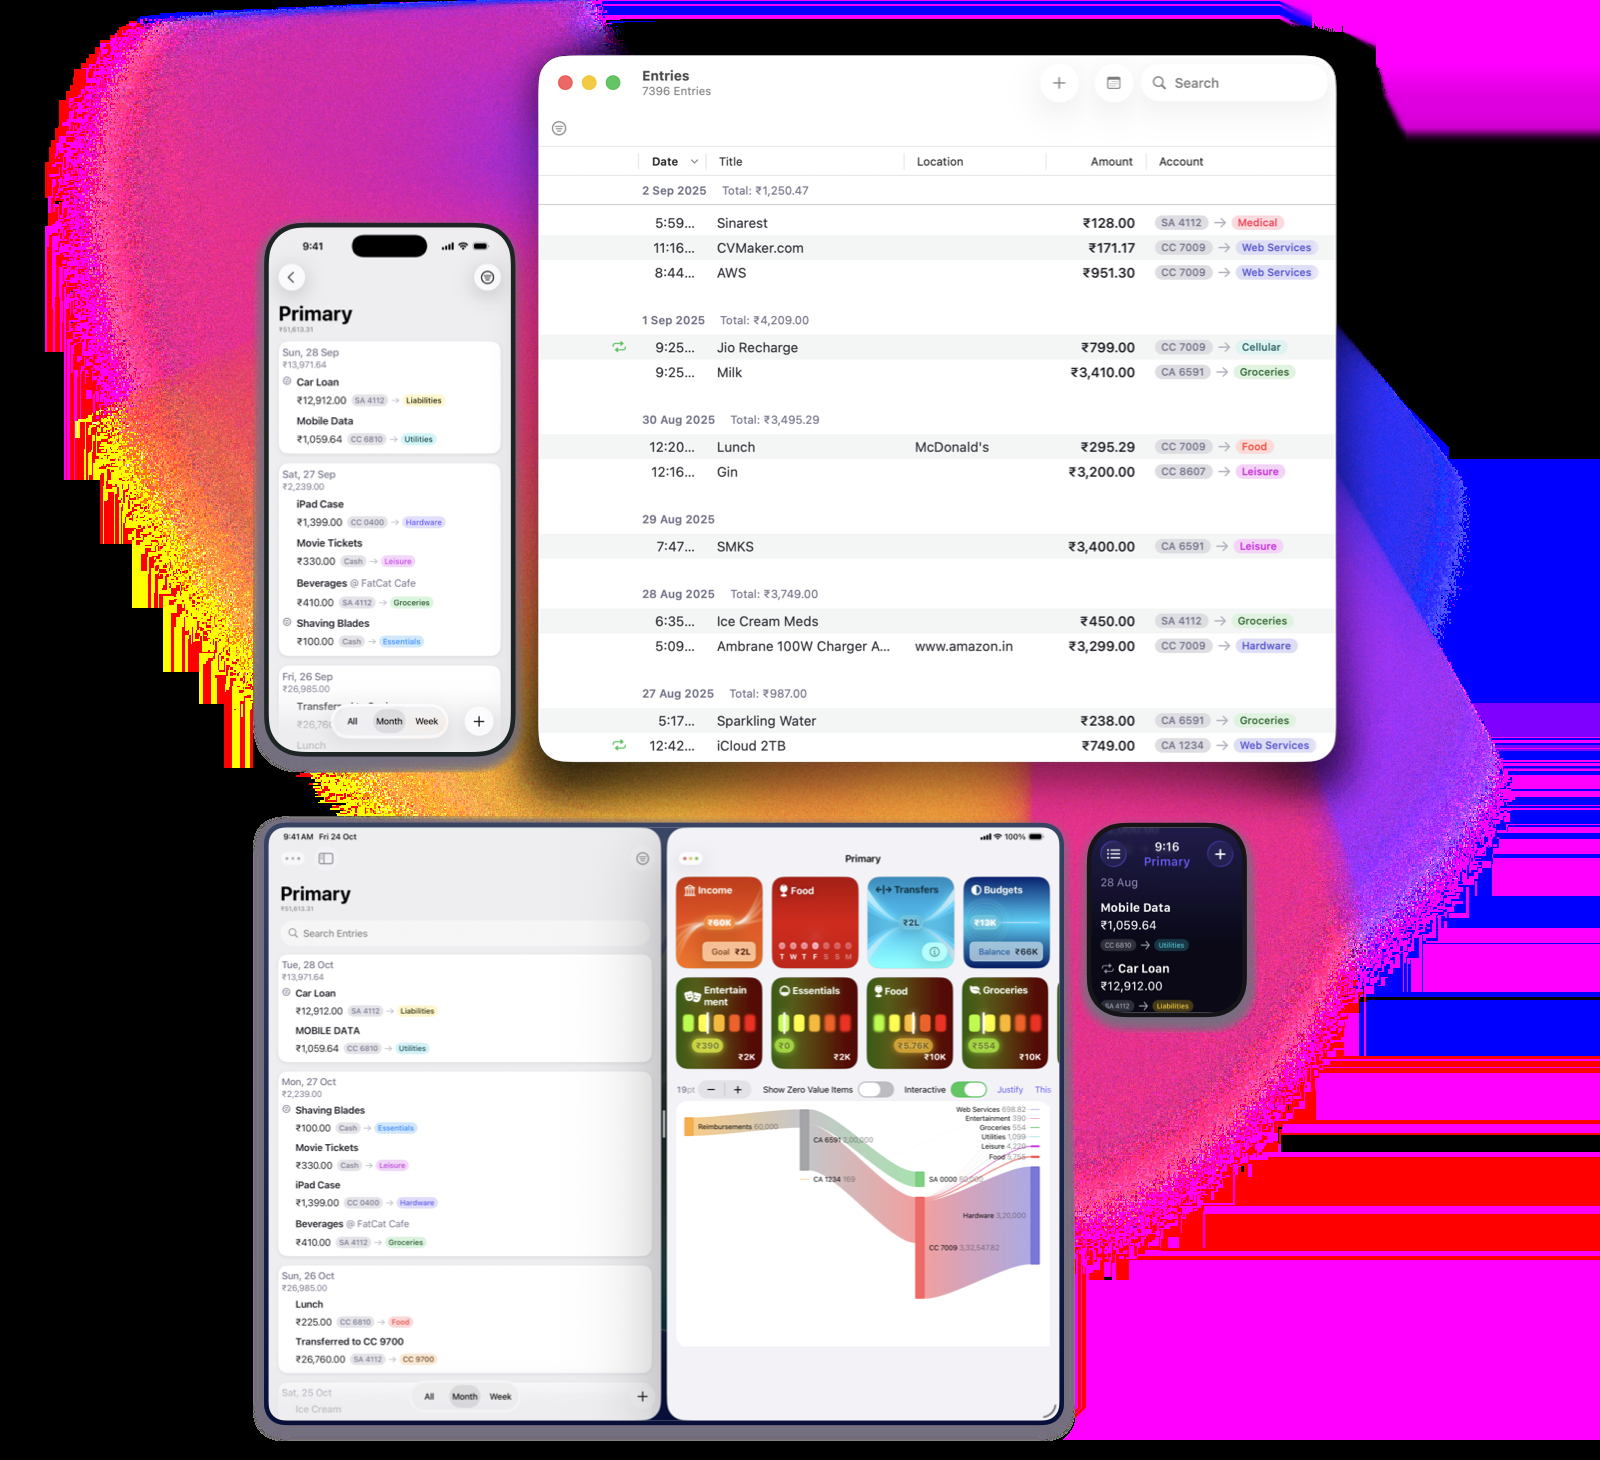 Entries
7396 Entries
Search
Date Title Location Amount Account
2 Sep 2025 Total: ₹1,250.47
5:59... Sinarest ₹128.00 SA 4112 → Medical
11:16... CVMaker.com ₹171.17 CC 7009 → Web Services
8:44... AWS ₹951.30 CC 7009 → Web Services
1 Sep 2025 Total: ₹4,209.00
9:25... Jio Recharge ₹799.00 CC 7009 → Cellular
9:25... Milk ₹3,410.00 CA 6591 → Groceries
30 Aug 2025 Total: ₹3,495.29
12:20... Lunch McDonald's ₹295.29 CC 7009 → Food
12:16... Gin ₹3,200.00 CC 8607 → Leisure
29 Aug 2025
7:47... SMKS ₹3,400.00 CA 6591 → Leisure
28 Aug 2025 Total: ₹3,749.00
6:35... Ice Cream Meds ₹450.00 SA 4112 → Groceries
5:09... Ambrane 100W Charger A... www.amazon.in ₹3,299.00 CC 7009 → Hardware
27 Aug 2025 Total: ₹987.00
5:17... Sparkling Water ₹238.00 CA 6591 → Groceries
12:42... iCloud 2TB ₹749.00 CA 1234 → Web Services
9:41
Primary
₹51,613.31
Sun, 28 Sep
₹13,971.64
Car Loan
₹12,912.00 SA 4112 → Liabilities
Mobile Data
₹1,059.64 CC 6810 → Utilities
Sat, 27 Sep
₹2,239.00
iPad Case
₹1,399.00 CC 0400 → Hardware
Movie Tickets
₹330.00 Cash → Leisure
Beverages @ FatCat Cafe
₹410.00 SA 4112 → Groceries
Shaving Blades
₹100.00 Cash → Essentials
Fri, 26 Sep
₹26,985.00
All Month Week
Lunch
9:41 AM Fri 24 Oct
Primary
₹51,613.31
Search Entries
Tue, 28 Oct
₹13,971.64
Car Loan
₹12,912.00 SA 4112 → Liabilities
MOBILE DATA
₹1,059.64 CC 6810 → Utilities
Mon, 27 Oct
₹2,239.00
Shaving Blades
₹100.00 Cash → Essentials
Movie Tickets
₹330.00 Cash → Leisure
iPad Case
₹1,399.00 CC 0400 → Hardware
Beverages @ FatCat Cafe
₹410.00 SA 4112 → Groceries
Sun, 26 Oct
₹26,985.00
Lunch
₹225.00 CC 6810 → Food
Transferred to CC 9700
₹26,760.00 SA 4112 → CC 9700
Sat, 25 Oct
Ice Cream
All Month Week
100%
Primary
Income Food Transfers Budgets
₹60K ₹2L ₹13K
Goal ₹2L T W T F S S M Balance ₹66K
Entertain
ment
Essentials Food Groceries
₹390 ₹0 ₹5.76K ₹554
₹2K ₹2K ₹10K ₹10K
19pt − + Show Zero Value Items Interactive Justify This
Web Services 698.82
Entertainment 390
Groceries 554
Utilities 1,099
Leisure 4,220
Food 5,755
Reimbursements 60,000
CA 6591 2,00,000
CA 1234 169
SA 0000 50,000
Hardware 3,20,000
CC 7009 3,32,547.82
9:16
Primary
28 Aug
Mobile Data
₹1,059.64
CC 6810 → Utilities
Car Loan
₹12,912.00
SA 4112 → Liabilities